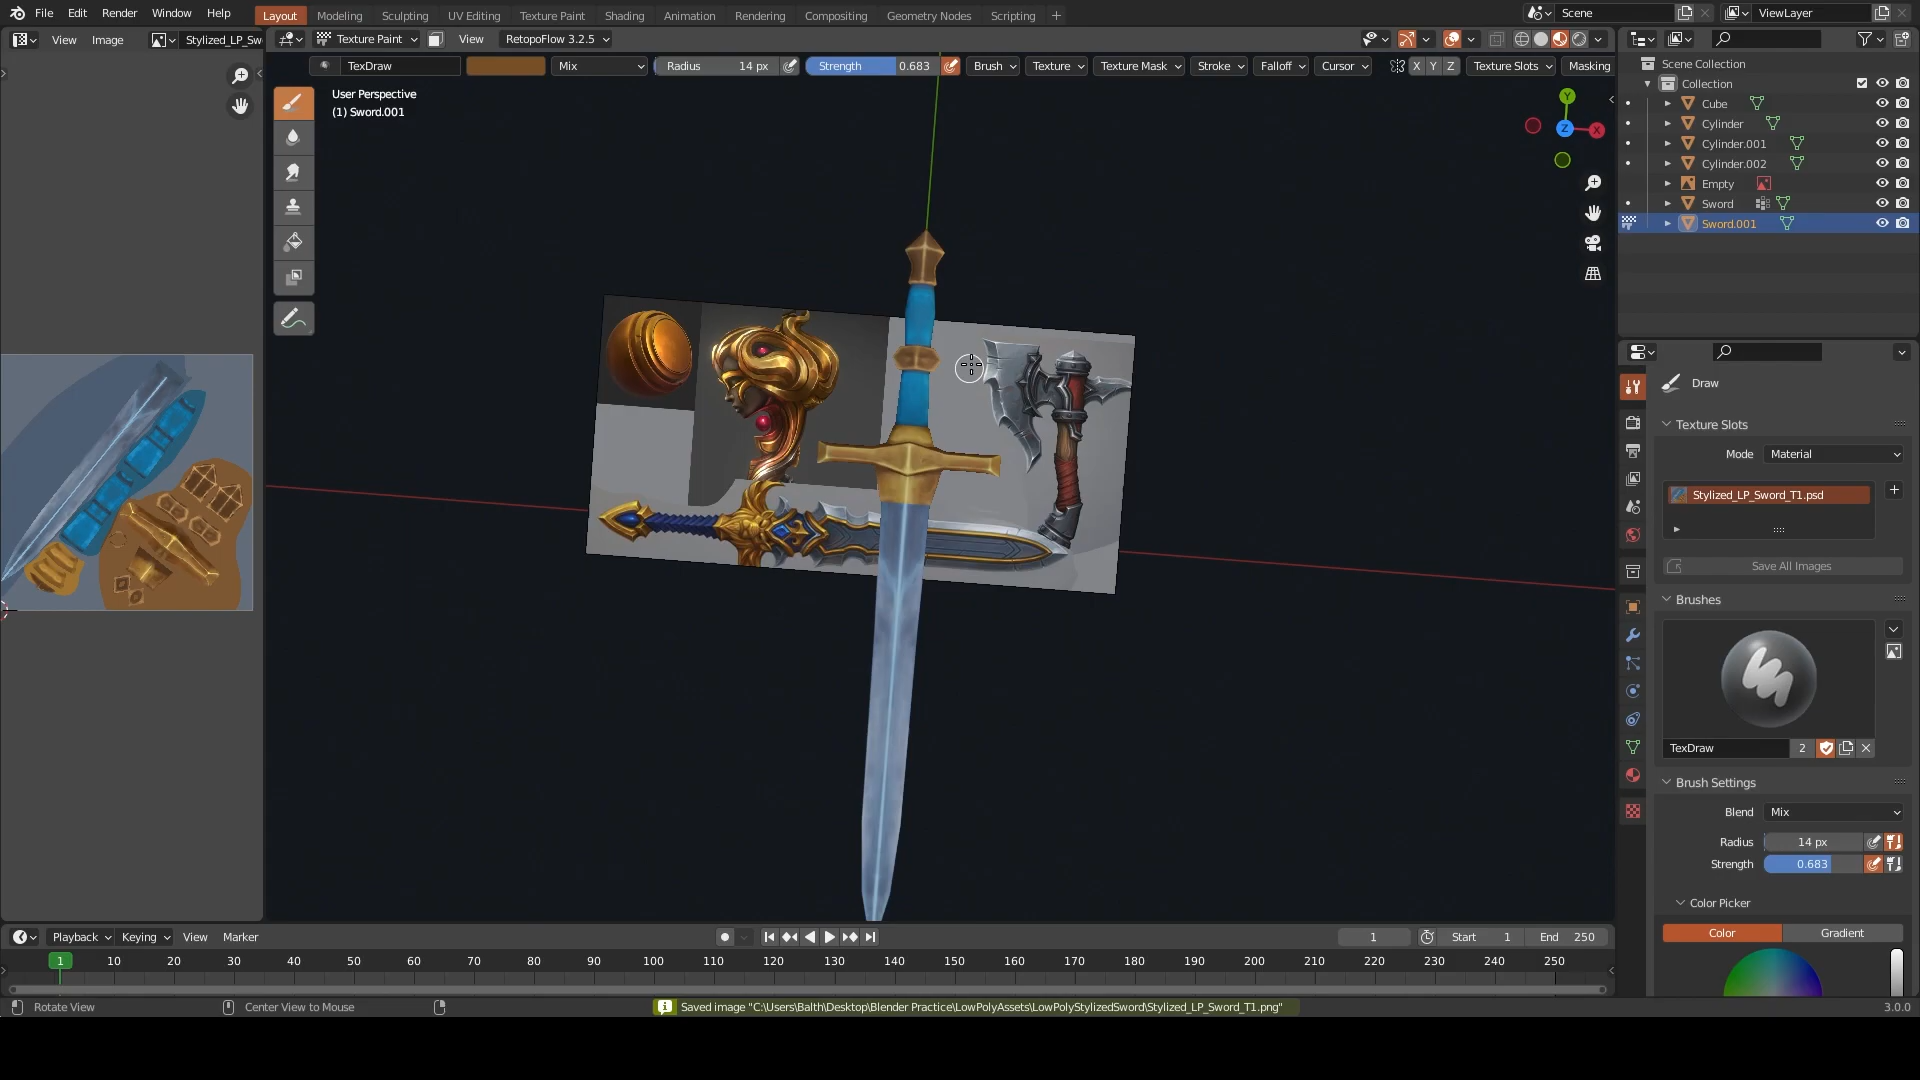 File Edit Render Window Help Layout Modeling Sculpting UV Editing Texture Paint Shading Animation Rendering Compositing Geometry Nodes Scripting + Scene ViewLayer
View Image Stylized_LP_Sw Texture Paint View RetopoFlow 3.2.5
TexDraw Mix Radius 14 px Strength 0.683 Brush Texture Texture Mask Stroke Falloff Cursor X Y Z Texture Slots Masking
User Perspective
(1) Sword.001
Y
Z
X
Scene Collection
Collection
Cube
Cylinder
Cylinder.001
Cylinder.002
Empty
Sword
Sword.001
Draw
Texture Slots
Mode Material
Stylized_LP_Sword_T1.psd
Save All Images
Brushes
TexDraw 2
Brush Settings
Blend Mix
Radius 14 px
Strength 0.683
Color Picker
Color Gradient
Playback Keying View Marker 1 Start 1 End 250
1 10 20 30 40 50 60 70 80 90 100 110 120 130 140 150 160 170 180 190 200 210 220 230 240 250
Rotate View Center View to Mouse Saved image "C:\Users\Balth\Desktop\Blender Practice\LowPolyAssets\LowPolyStylizedSword\Stylized_LP_Sword_T1.png" 3.0.0